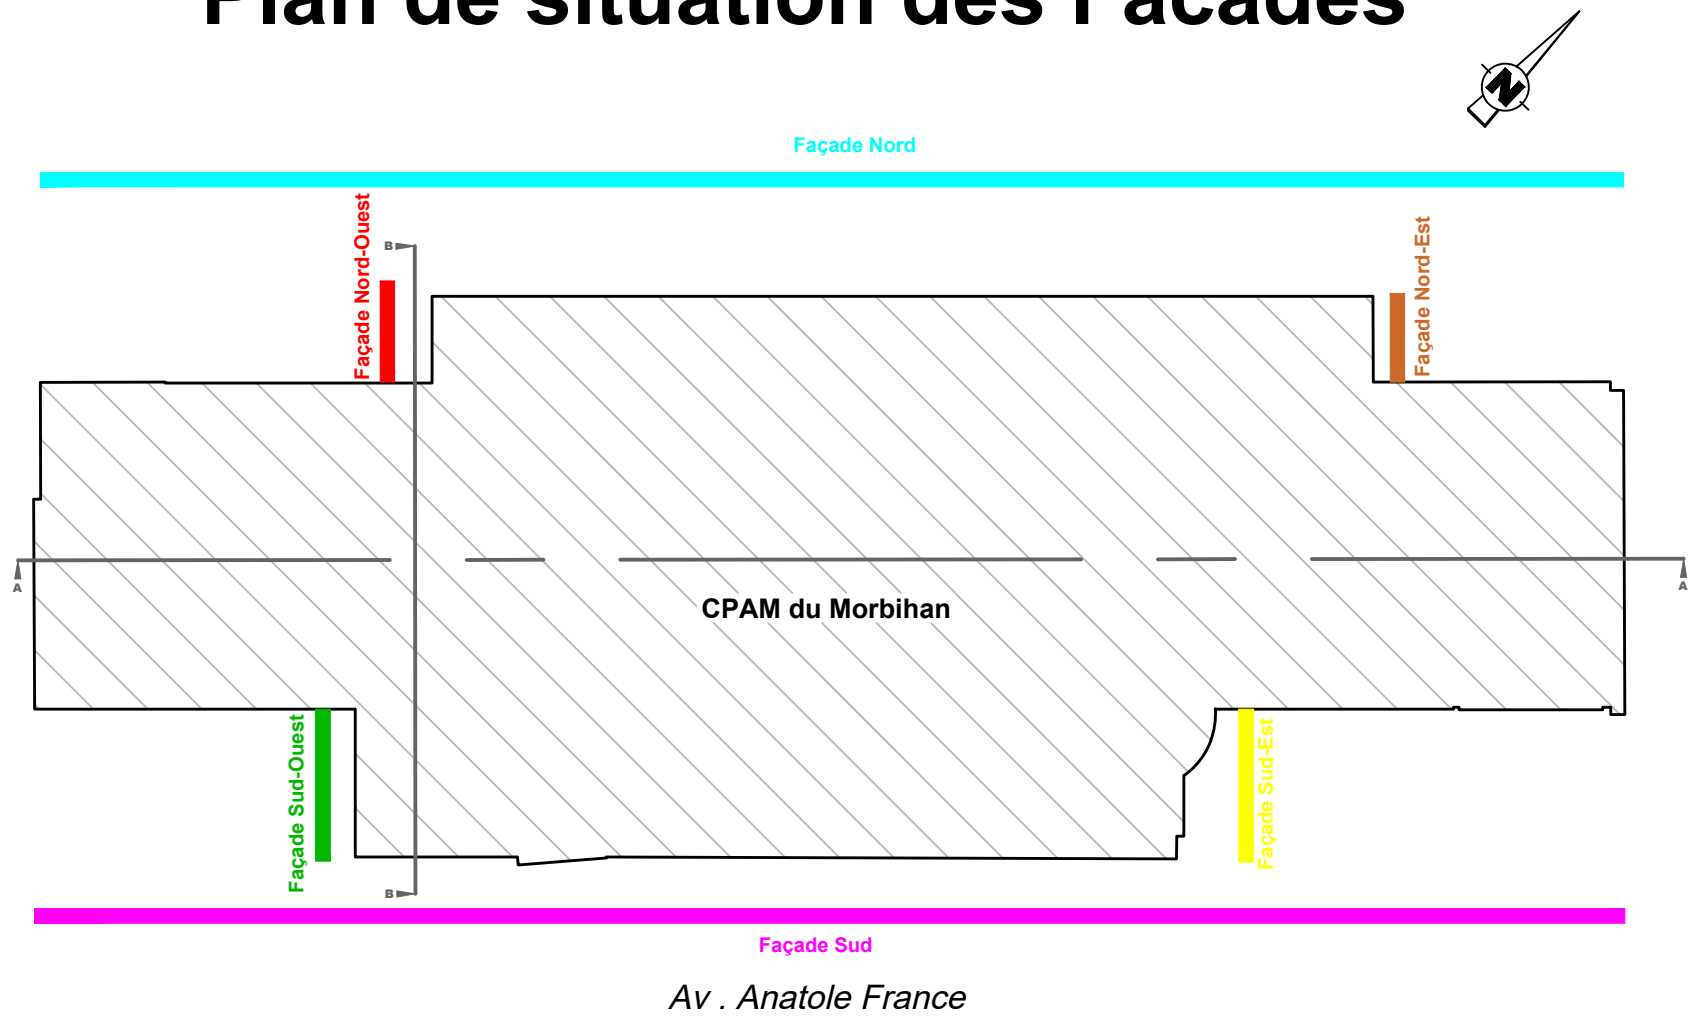 Plan de situation des Facades
N
Façade Nord
Façade Nord-Ouest
B
Façade Nord-Est
A
A
CPAM du Morbihan
Façade Sud-Ouest
Façade Sud-Est
B
Façade Sud
Av . Anatole France